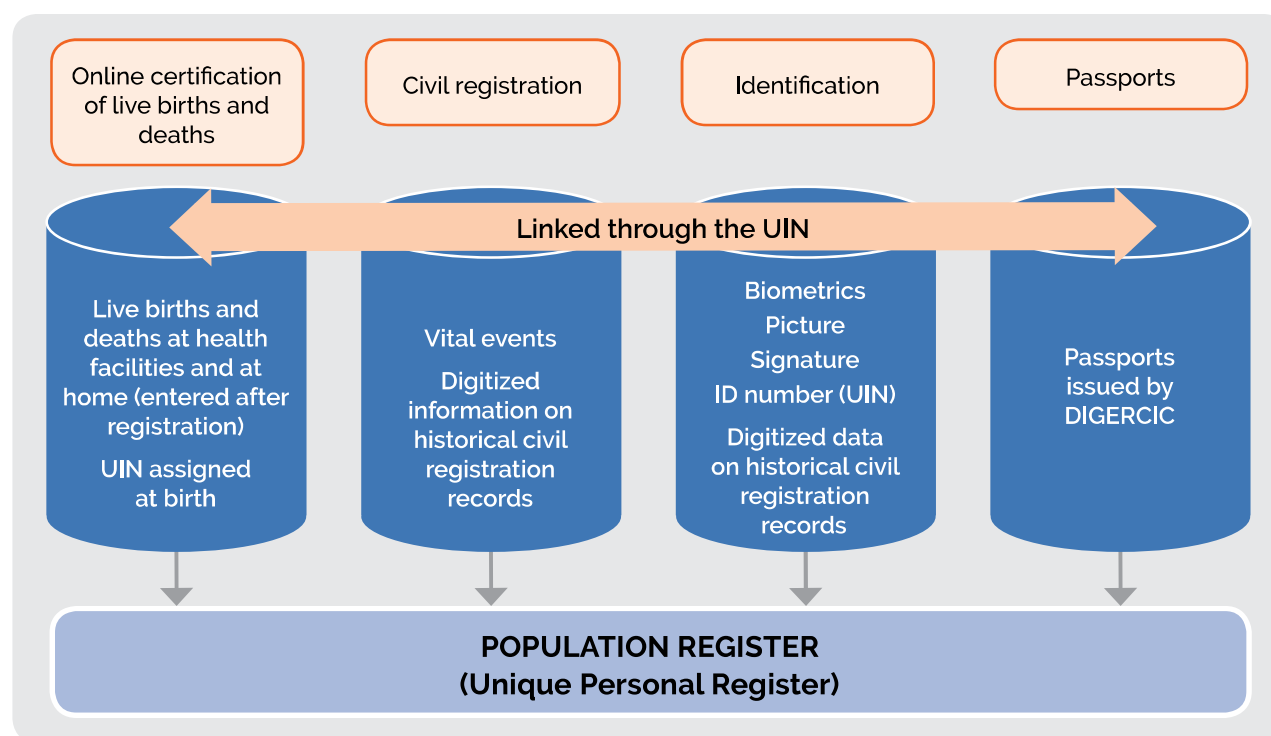 Online certification
of live births and
deaths
Civil registration
Identification
Passports
Linked through the UIN
Live births and
deaths at health
facilities and at
home (entered after
registration)
UIN assigned
at birth
Vital events
Digitized
information on
historical civil
registration
records
Biometrics
Picture
Signature
ID number (UIN)
Digitized data
on historical civil
registration
records
Passports
issued by
DIGERCIC
POPULATION REGISTER
(Unique Personal Register)